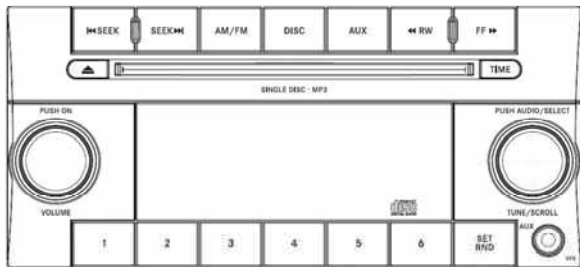 SEEK
SEEK
AM/FM
DISC
AUX
RW
FF
TIME
SINGLE DISC · MP3
PUSH ON
PUSH AUDIO/SELECT
disc
VOLUME
TUNE/SCROLL
1
2
3
4
5
6
SET
RND
AUX